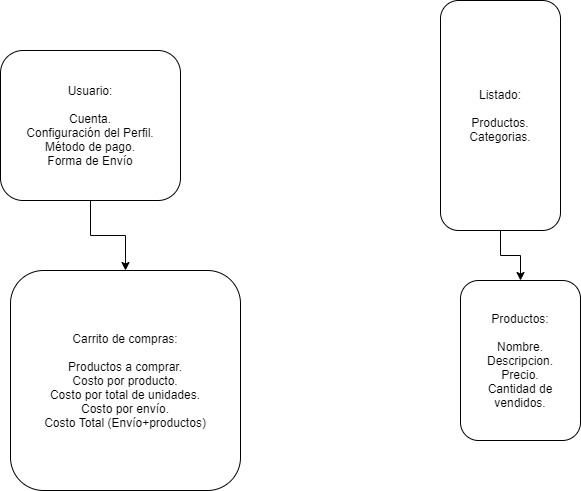 Usuario:
Cuenta.
Configuración del Perfil.
Método de pago.
Forma de Envío
Carrito de compras:
Productos a comprar.
Costo por producto.
Costo por total de unidades.
Costo por envío.
Costo Total (Envío+productos)
Listado:
Productos.
Categorias.
Productos:
Nombre.
Descripcion.
Precio.
Cantidad de
vendidos.